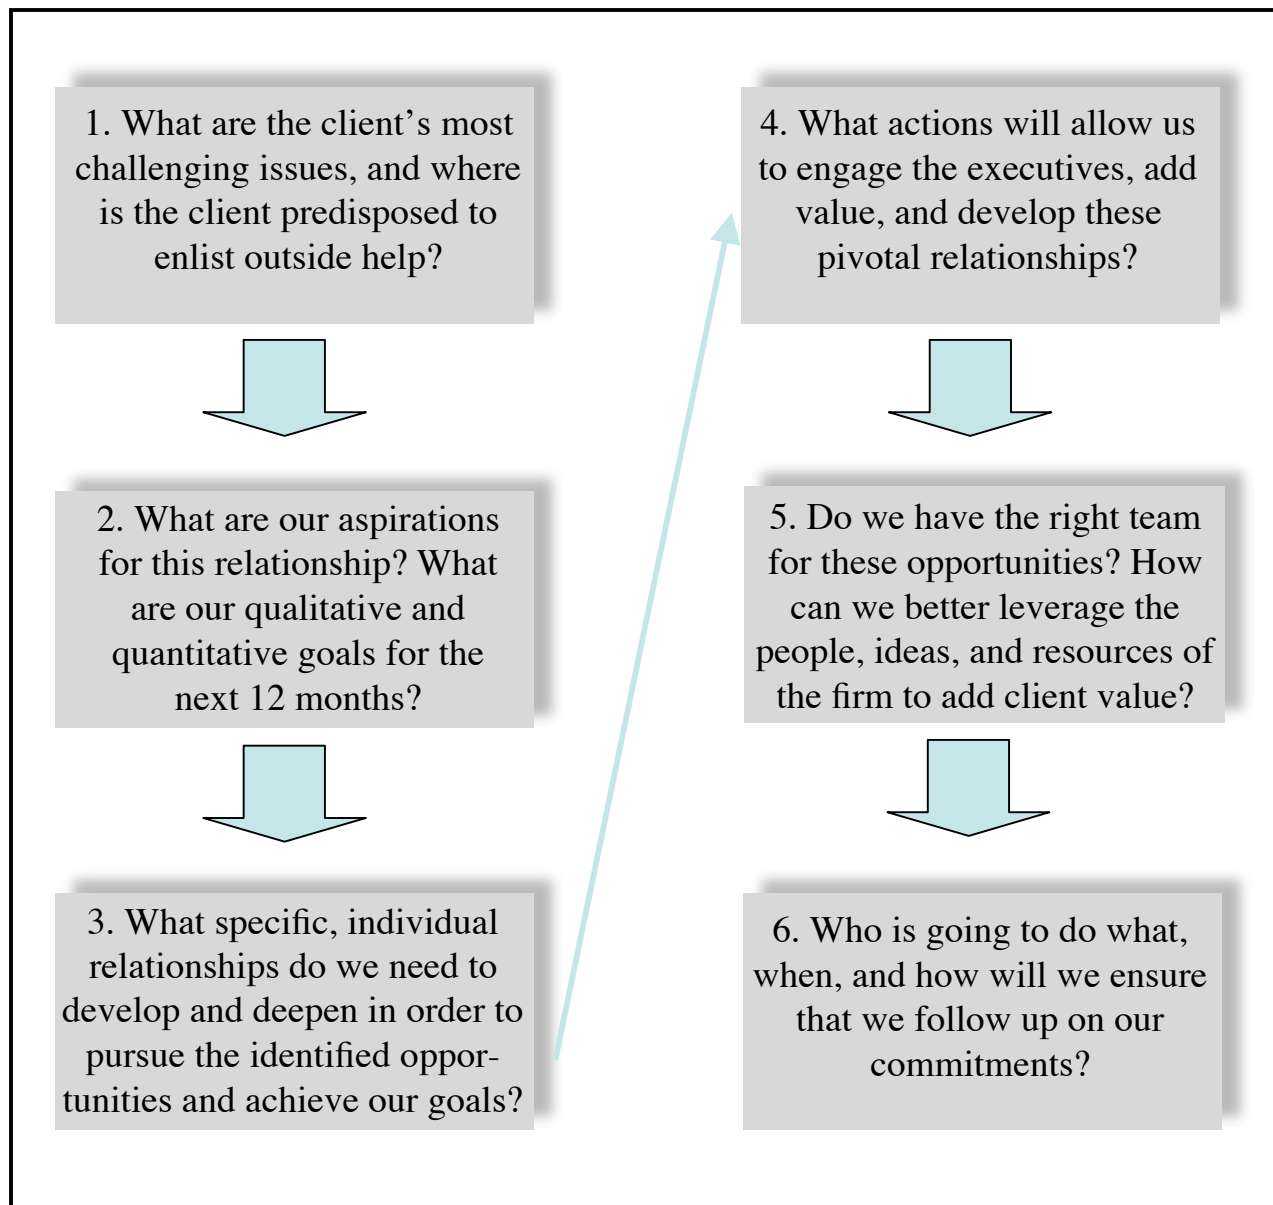 1. What are the client’s most
challenging issues, and where
is the client predisposed to
enlist outside help?
2. What are our aspirations
for this relationship? What
are our qualitative and
quantitative goals for the
next 12 months?
3. What specific, individual
relationships do we need to
develop and deepen in order to
pursue the identified oppor-
tunities and achieve our goals?
4. What actions will allow us
to engage the executives, add
value, and develop these
pivotal relationships?
5. Do we have the right team
for these opportunities? How
can we better leverage the
people, ideas, and resources of
the firm to add client value?
6. Who is going to do what,
when, and how will we ensure
that we follow up on our
commitments?